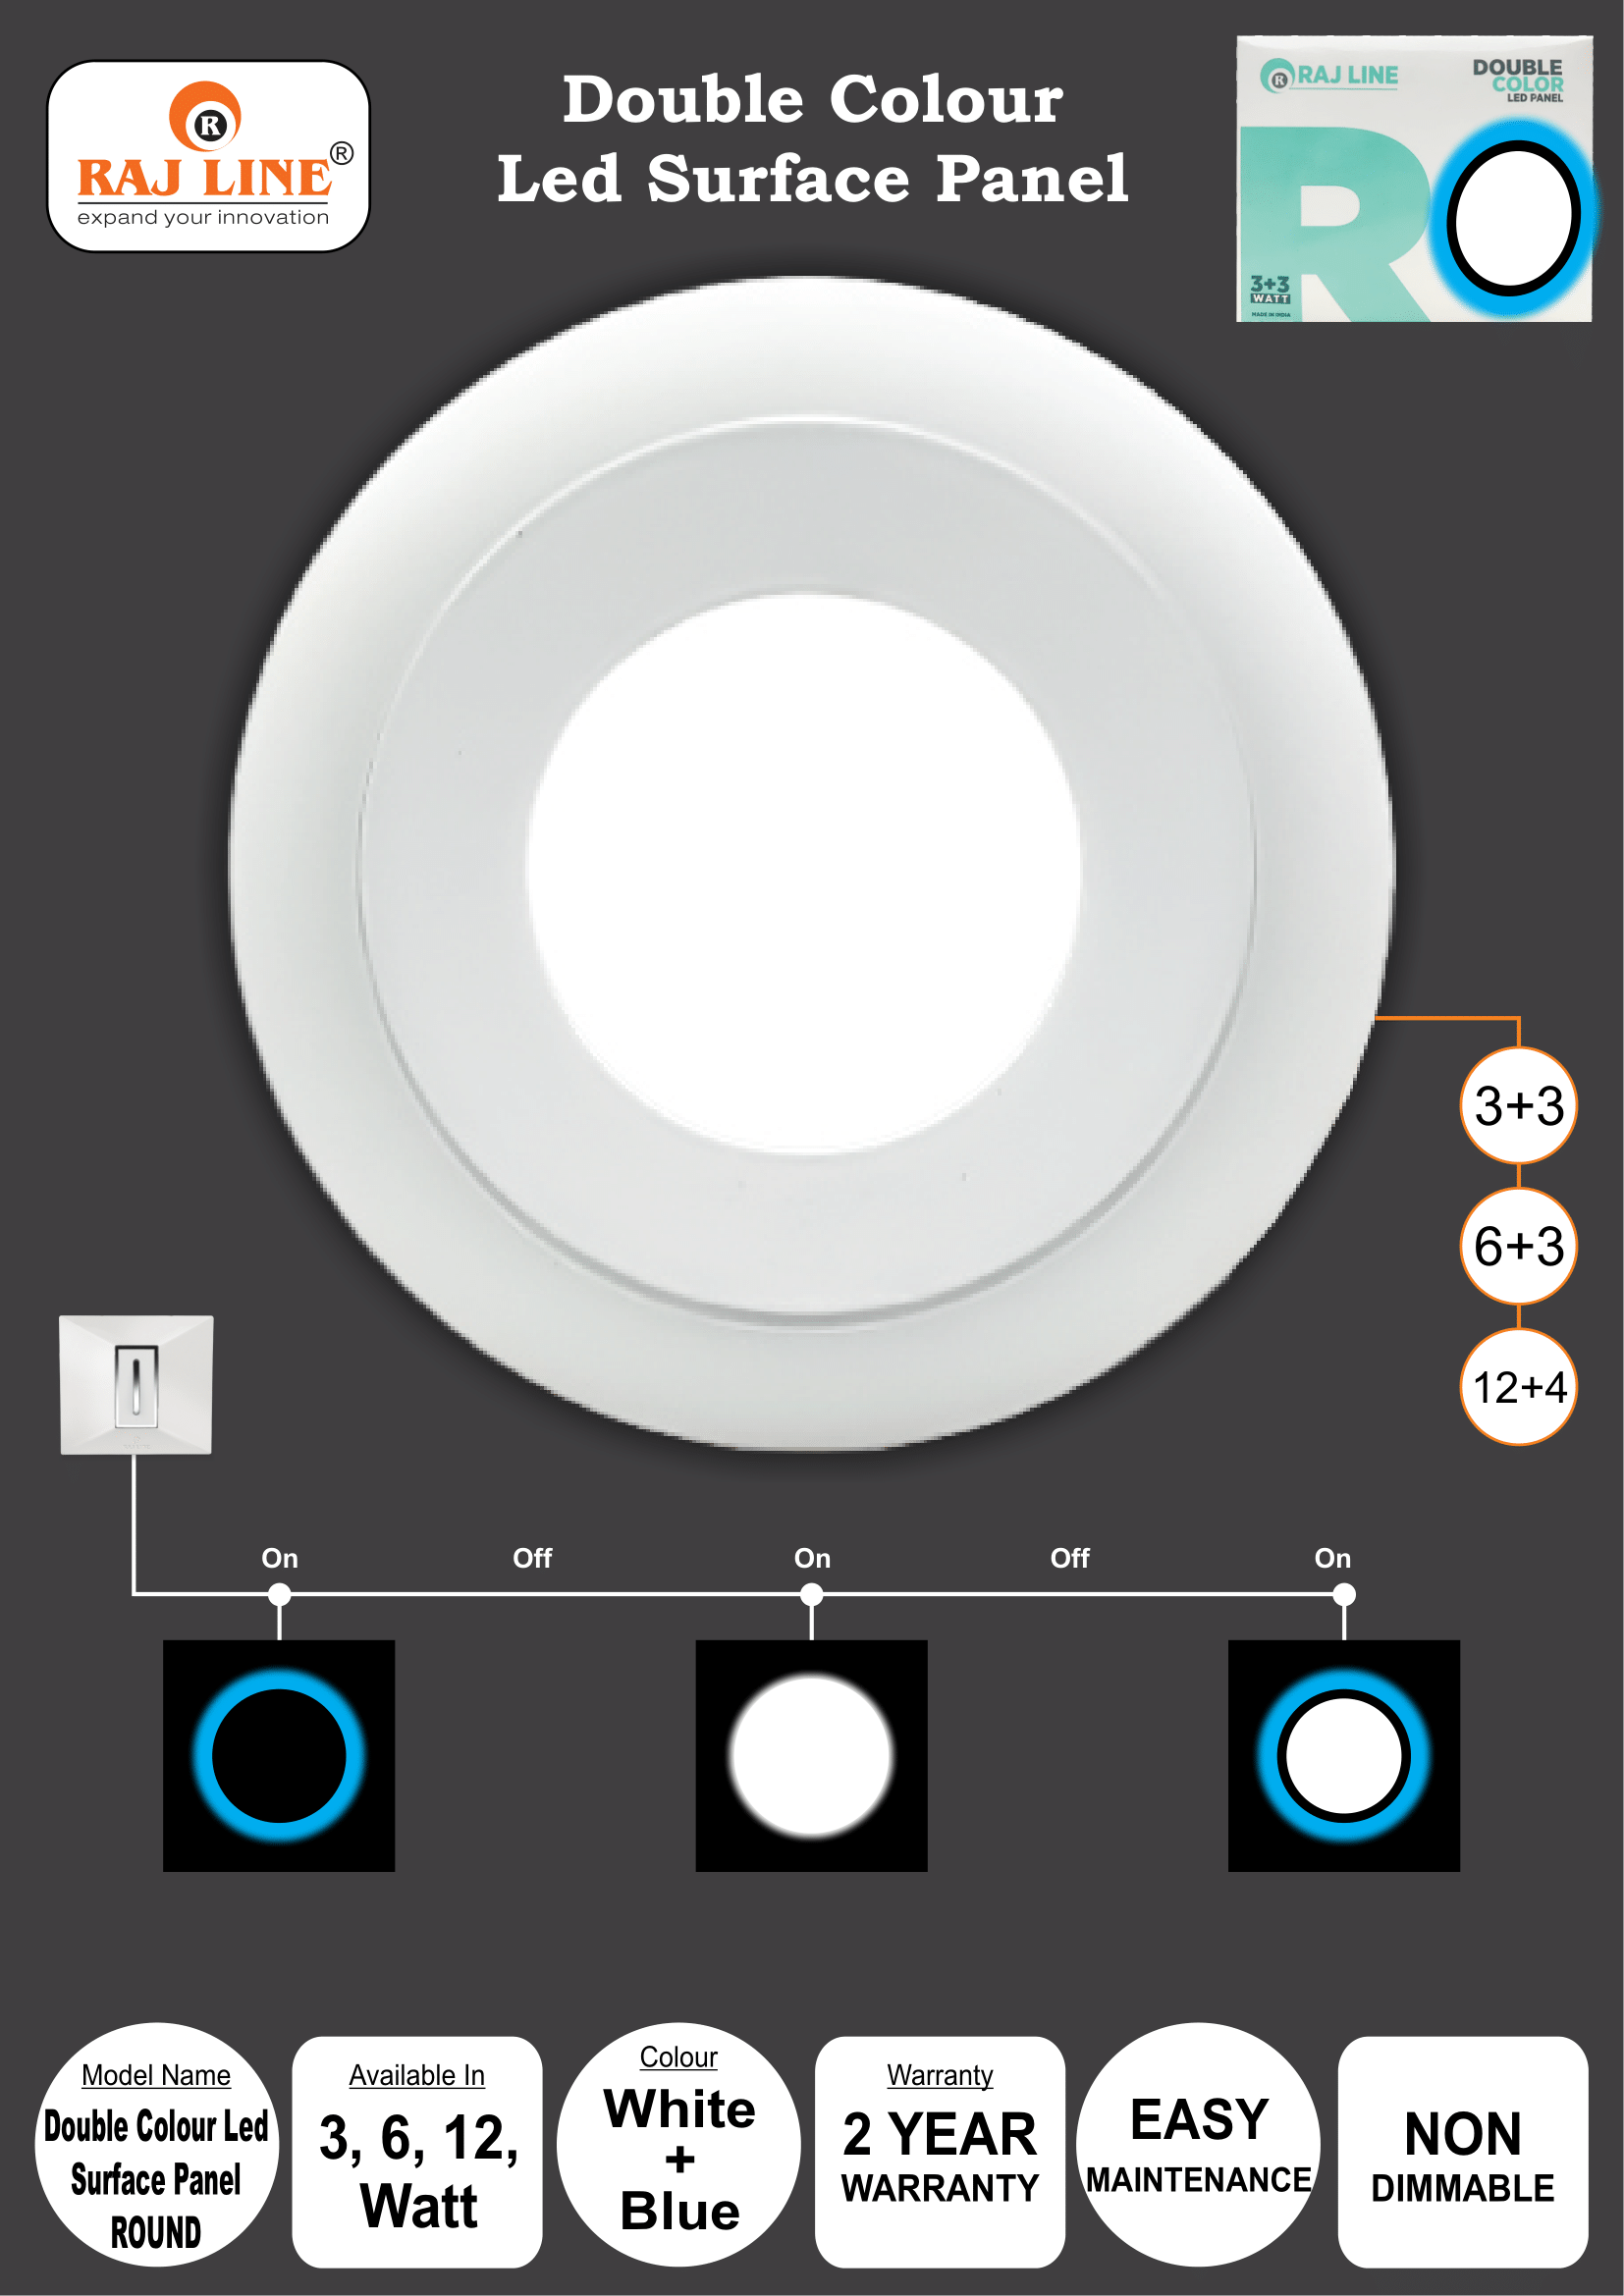 R
RAJ LINE®
expand your innovation
Double Colour
Led Surface Panel
R RAJ LINE
DOUBLE
COLOR
LED PANEL
R
3+3
WATT
MADE IN INDIA
3+3
6+3
12+4
On Off On Off On
Model Name
Double Colour Led
Surface Panel
ROUND
Available In
3, 6, 12,
Watt
Colour
White
+
Blue
Warranty
2 YEAR
WARRANTY
EASY
MAINTENANCE
NON
DIMMABLE